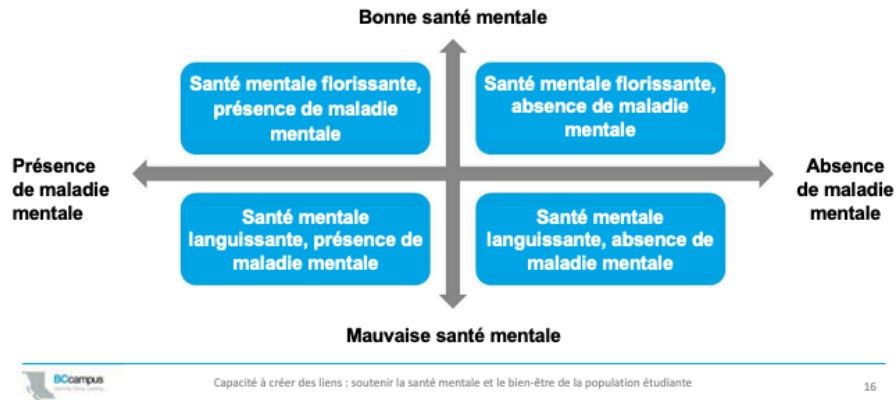 Bonne santé mentale
Santé mentale florissante,
présence de maladie
mentale
Santé mentale florissante,
absence de maladie
mentale
Présence
de maladie
mentale
Absence
de maladie
mentale
Santé mentale
languissante, présence de
maladie mentale
Santé mentale
languissante, absence de
maladie mentale
Mauvaise santé mentale
BCcampus
Capacité à créer des liens : soutenir la santé mentale et le bien-être de la population étudiante
16